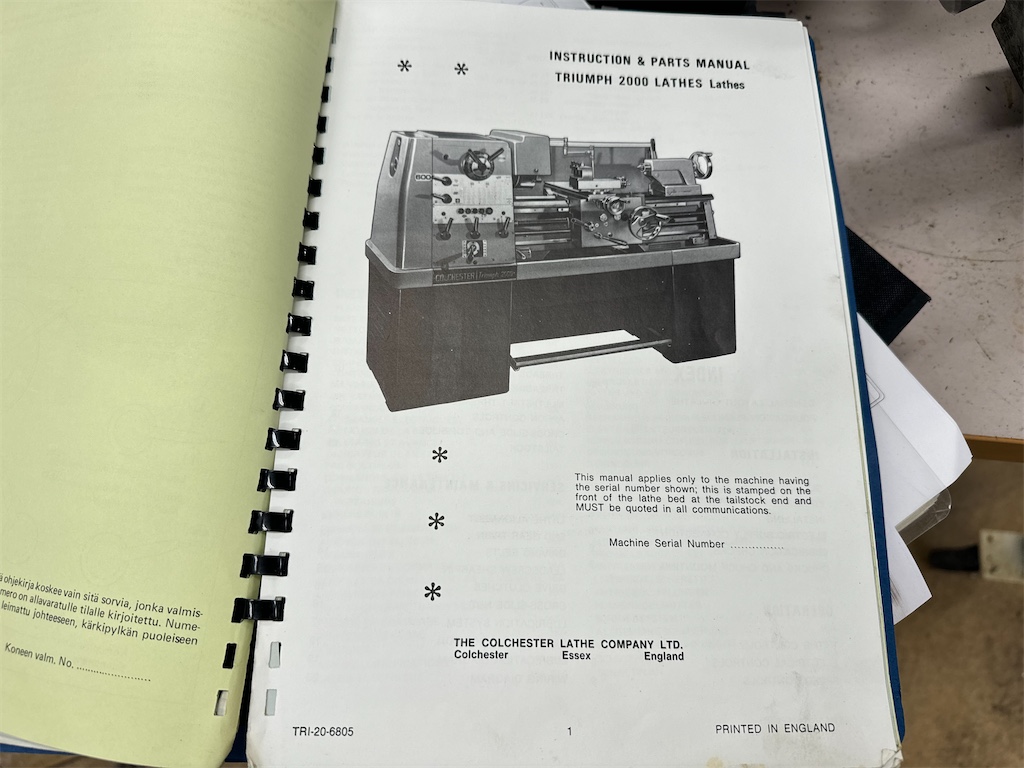 ä ohjekirja koskee vain sitä sorvia, jonka valmis-
mero on allavaratulle tilalle kirjoitettu. Nume-
leimattu johteeseen, kärkipylkän puoleiseen
Koneen valm. No. ........................
* *
INSTRUCTION & PARTS MANUAL
TRIUMPH 2000 LATHES Lathes
600
COLCHESTER Triumph 2000
*
*
*
This manual applies only to the machine having
the serial number shown; this is stamped on the
front of the lathe bed at the tailstock end and
MUST be quoted in all communications.
Machine Serial Number ...............
THE COLCHESTER LATHE COMPANY LTD.
Colchester Essex England
TRI-20-6805 1 PRINTED IN ENGLAND